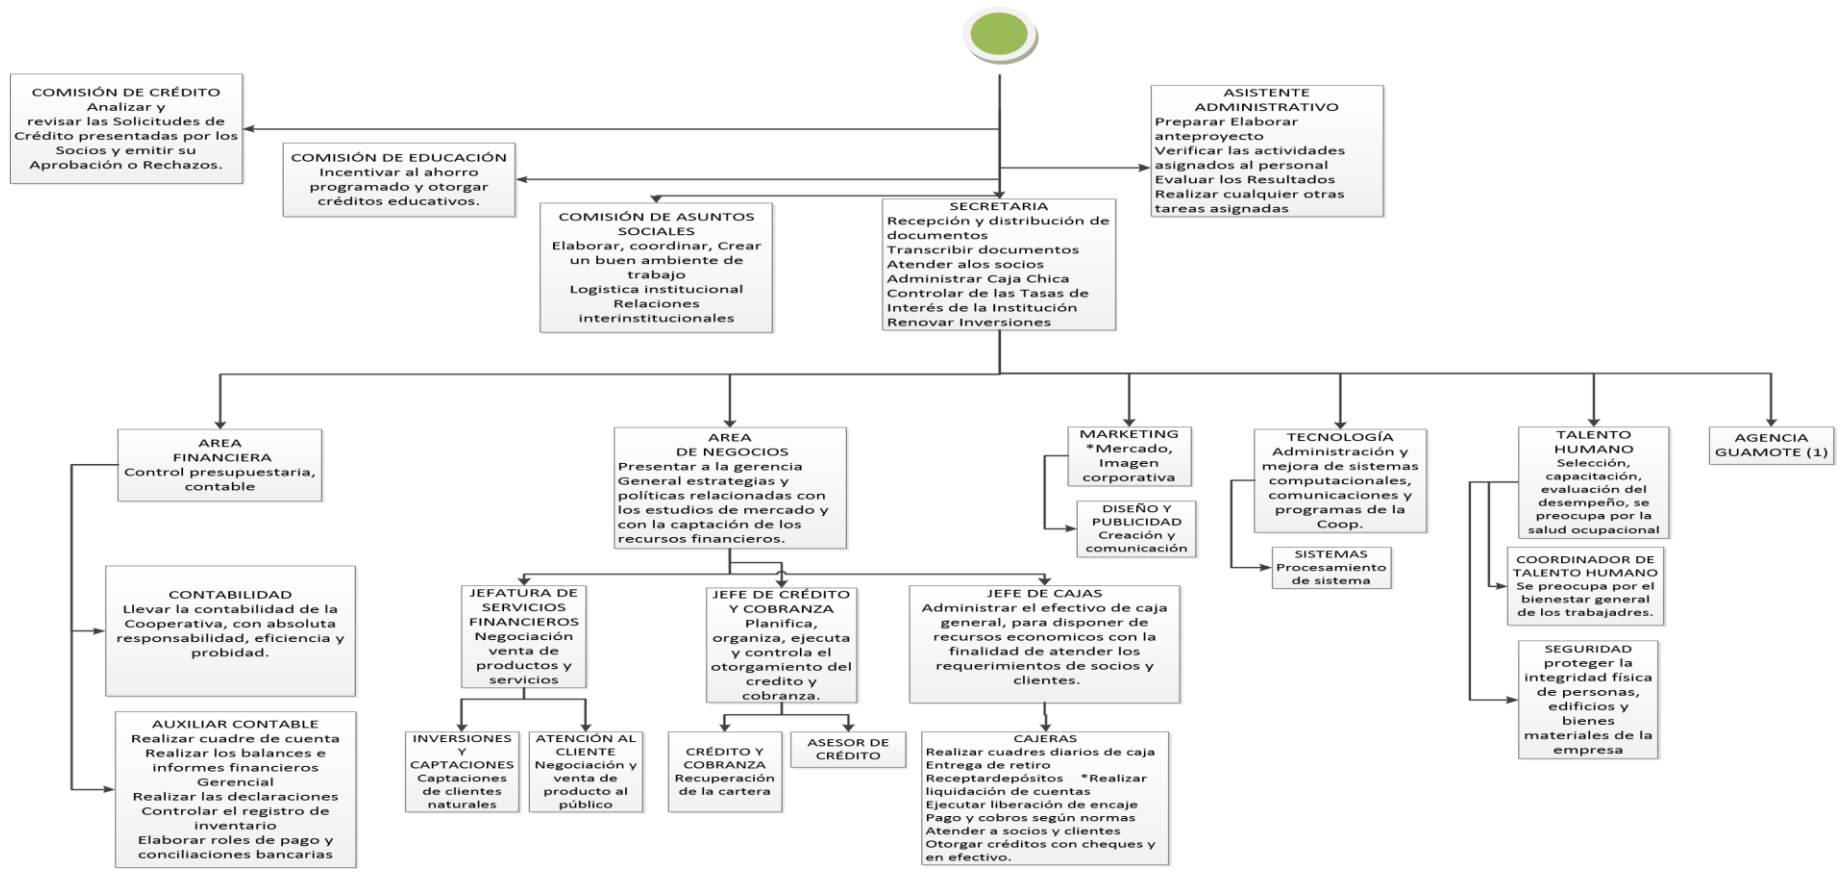 COMISIÓN DE CRÉDITO
Analizar y
revisar las Solicitudes de
Crédito presentadas por los
Socios y emitir su
Aprobación o Rechazos.
COMISIÓN DE EDUCACIÓN
Incentivar al ahorro
programado y otorgar
créditos educativos.
COMISIÓN DE ASUNTOS
SOCIALES
Elaborar, coordinar, Crear
un buen ambiente de
trabajo
Logistica institucional
Relaciones
interinstitucionales
SECRETARIA
Recepción y distribución de
documentos
Transcribir documentos
Atender alos socios
Administrar Caja Chica
Controlar de las Tasas de
Interés de la Institución
Renovar Inversiones
ASISTENTE
ADMINISTRATIVO
Preparar Elaborar
anteproyecto
Verificar las actividades
asignados al personal
Evaluar los Resultados
Realizar cualquier otras
tareas asignadas
AREA
FINANCIERA
Control presupuestaria,
contable
AREA
DE NEGOCIOS
Presentar a la gerencia
General estrategias y
políticas relacionadas con
los estudios de mercado y
con la captación de los
recursos financieros.
MARKETING
*Mercado,
Imagen
corporativa
TECNOLOGÍA
Administración y
mejora de sistemas
computacionales,
comunicaciones y
programas de la
Coop.
TALENTO
HUMANO
Selección,
capacitación,
evaluación del
desempeño, se
preocupa por la
salud ocupacional
AGENCIA
GUAMOTE (1)
DISEÑO Y
PUBLICIDAD
Creación y
comunicación
SISTEMAS
Procesamiento
de sistema
COORDINADOR DE
TALENTO HUMANO
Se preocupa por el
bienestar general
de los trabajadres.
SEGURIDAD
proteger la
integridad física
de personas,
edificios y
bienes
materiales de la
empresa
CONTABILIDAD
Llevar la contabilidad de la
Cooperativa, con absoluta
responsabilidad, eficiencia y
probidad.
AUXILIAR CONTABLE
Realizar cuadre de cuenta
Realizar los balances e
informes financieros
Gerencial
Realizar las declaraciones
Controlar el registro de
inventario
Elaborar roles de pago y
conciliaciones bancarias
JEFATURA DE
SERVICIOS
FINANCIEROS
Negociación
venta de
productos y
servicios
JEFE DE CRÉDITO
Y COBRANZA
Planifica,
organiza, ejecuta
y controla el
otorgamiento del
credito y
cobranza.
JEFE DE CAJAS
Administrar el efectivo de caja
general, para disponer de
recursos economicos con la
finalidad de atender los
requerimientos de socios y
clientes.
INVERSIONES
Y
CAPTACIONES
Captaciones
de clientes
naturales
ATENCIÓN AL
CLIENTE
Negociación y
venta de
producto al
público
CRÉDITO Y
COBRANZA
Recuperación
de la cartera
ASESOR DE
CRÉDITO
CAJERAS
Realizar cuadres diarios de caja
Entrega de retiro
Receptardepósitos *Realizar
liquidación de cuentas
Ejecutar liberación de encaje
Pago y cobros según normas
Atender a socios y clientes
Otorgar créditos con cheques y
en efectivo.